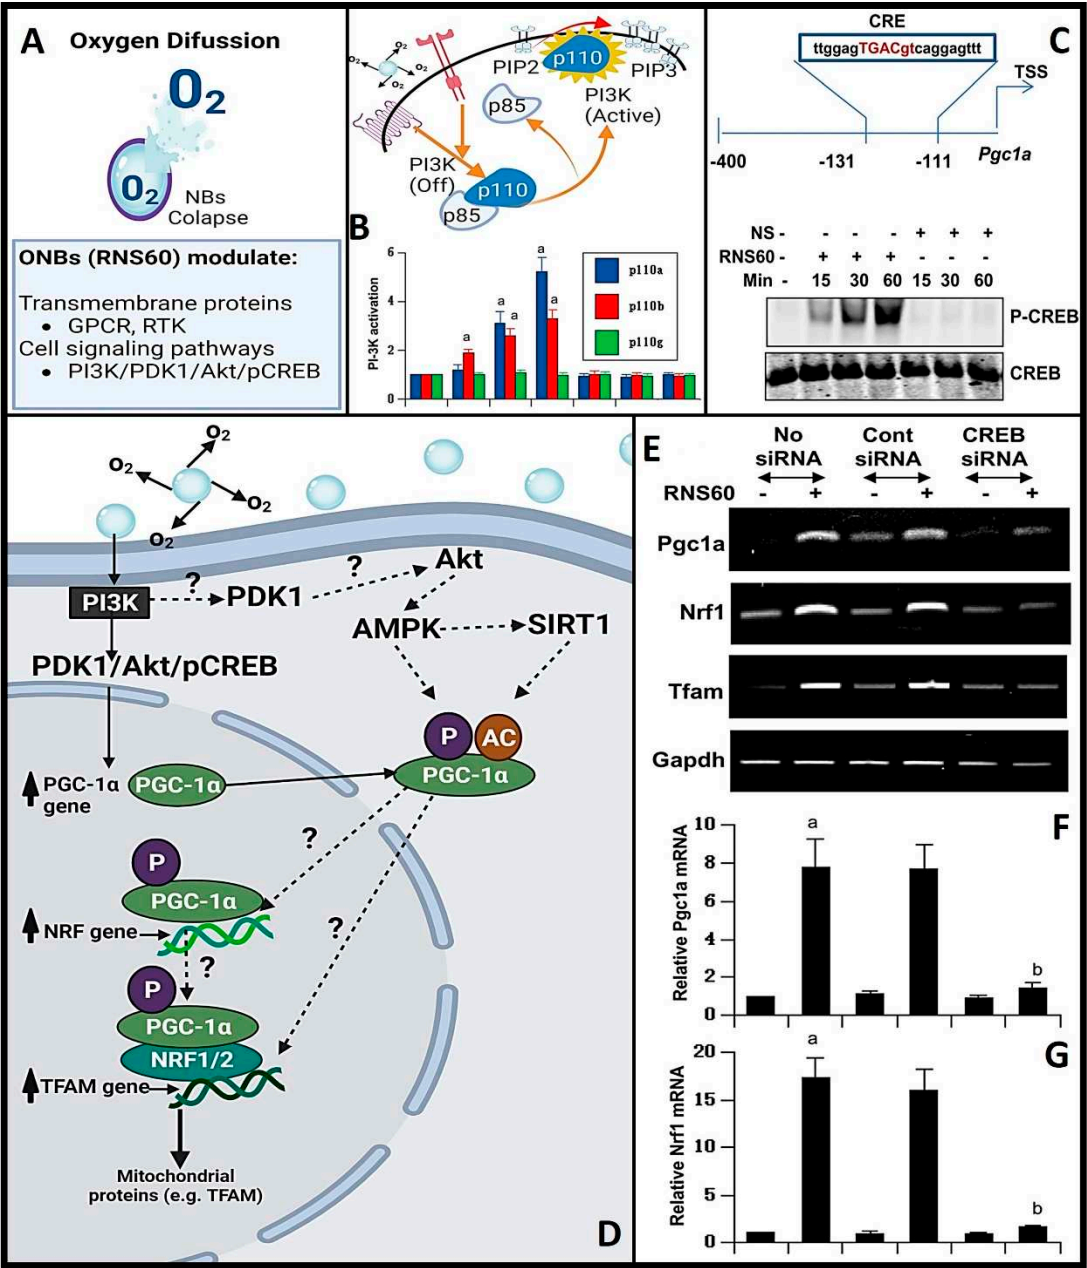 A
Oxygen Difussion
O2
O2
NBs
Colapse
ONBs (RNS60) modulate:
Transmembrane proteins
• GPCR, RTK
Cell signaling pathways
• PI3K/PDK1/Akt/pCREB
O₂
O₂
O₂
O₂
PIP2
p110
PIP3
p85
PI3K
(Active)
PI3K
(Off)
p110
p85
B
PI-3K activation
6
4
2
0
a
a
a
a
a
p110a
p110b
p110g
C
CRE
ttggagTGACgtcaggagttt
TSS
-400
-131
-111
Pgc1a
NS - - - - + + +
RNS60 - + + + - - -
Min - 15 30 60 15 30 60
P-CREB
CREB
O₂
O₂
O₂
O₂
PI3K
?
PDK1
?
Akt
AMPK
SIRT1
PDK1/Akt/pCREB
P
AC
PGC-1α
PGC-1α
gene
PGC-1α
?
P
PGC-1α
NRF gene
?
?
P
PGC-1α
NRF1/2
TFAM gene
Mitochondrial
proteins (e.g. TFAM)
D
E
No
siRNA
Cont
siRNA
CREB
siRNA
RNS60 - + - + - +
Pgc1a
Nrf1
Tfam
Gapdh
F
Relative Pgc1a mRNA
10
8
6
4
2
0
a
b
G
Relative Nrf1 mRNA
20
15
10
5
0
a
b